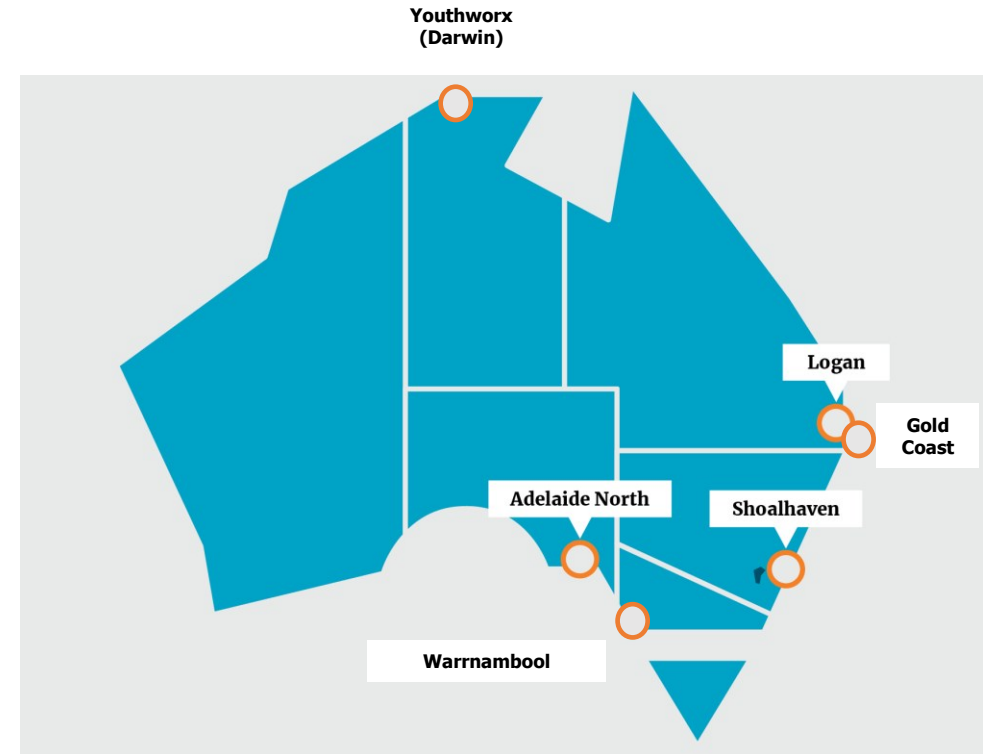 Youthworx
(Darwin)
Logan
Gold
Coast
Adelaide North
Shoalhaven
Warrnambool